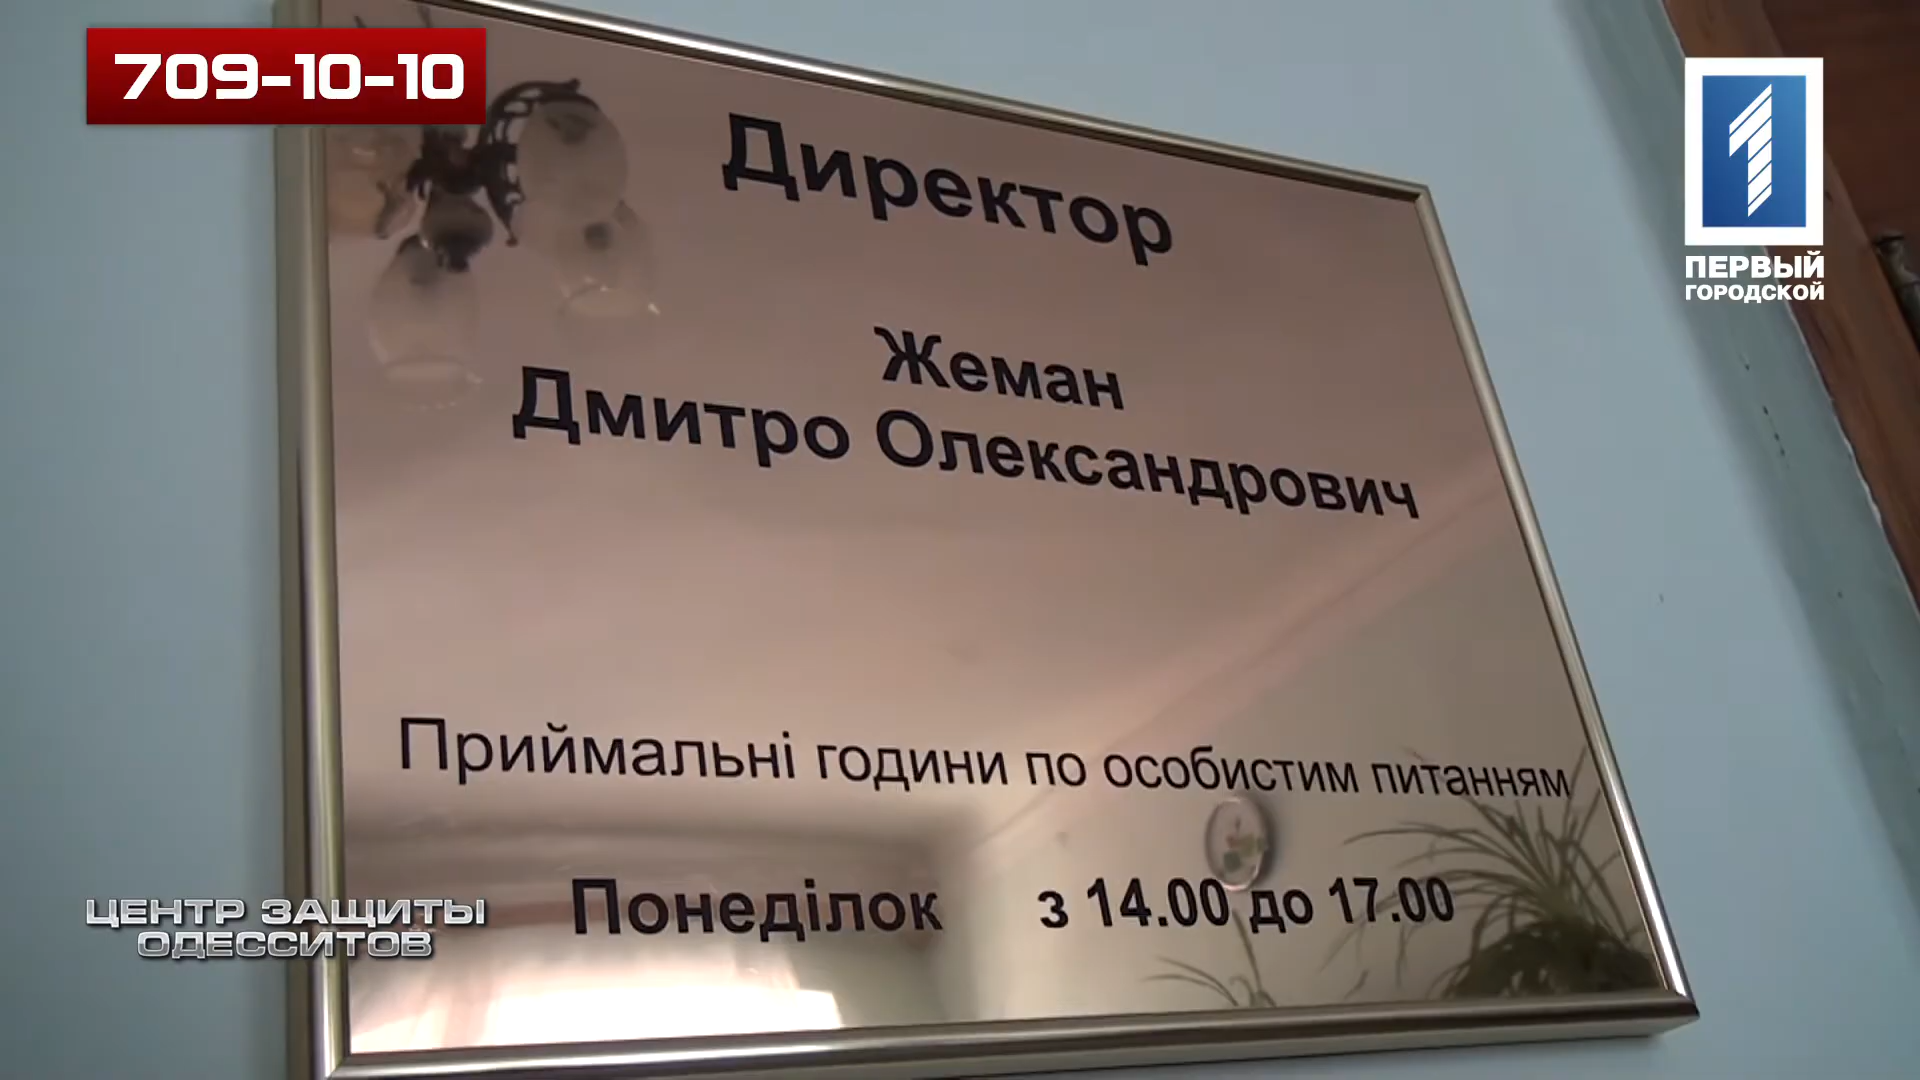 709-10-10
ПЕРВЫЙ
ГОРОДСКОЙ
Директор
Жеман
Дмитро Олександрович
Приймальні години по особистим питанням
Понеділок з 14.00 до 17.00
ЦЕНТР ЗАЩИТЫ
ОДЕССИТОВ